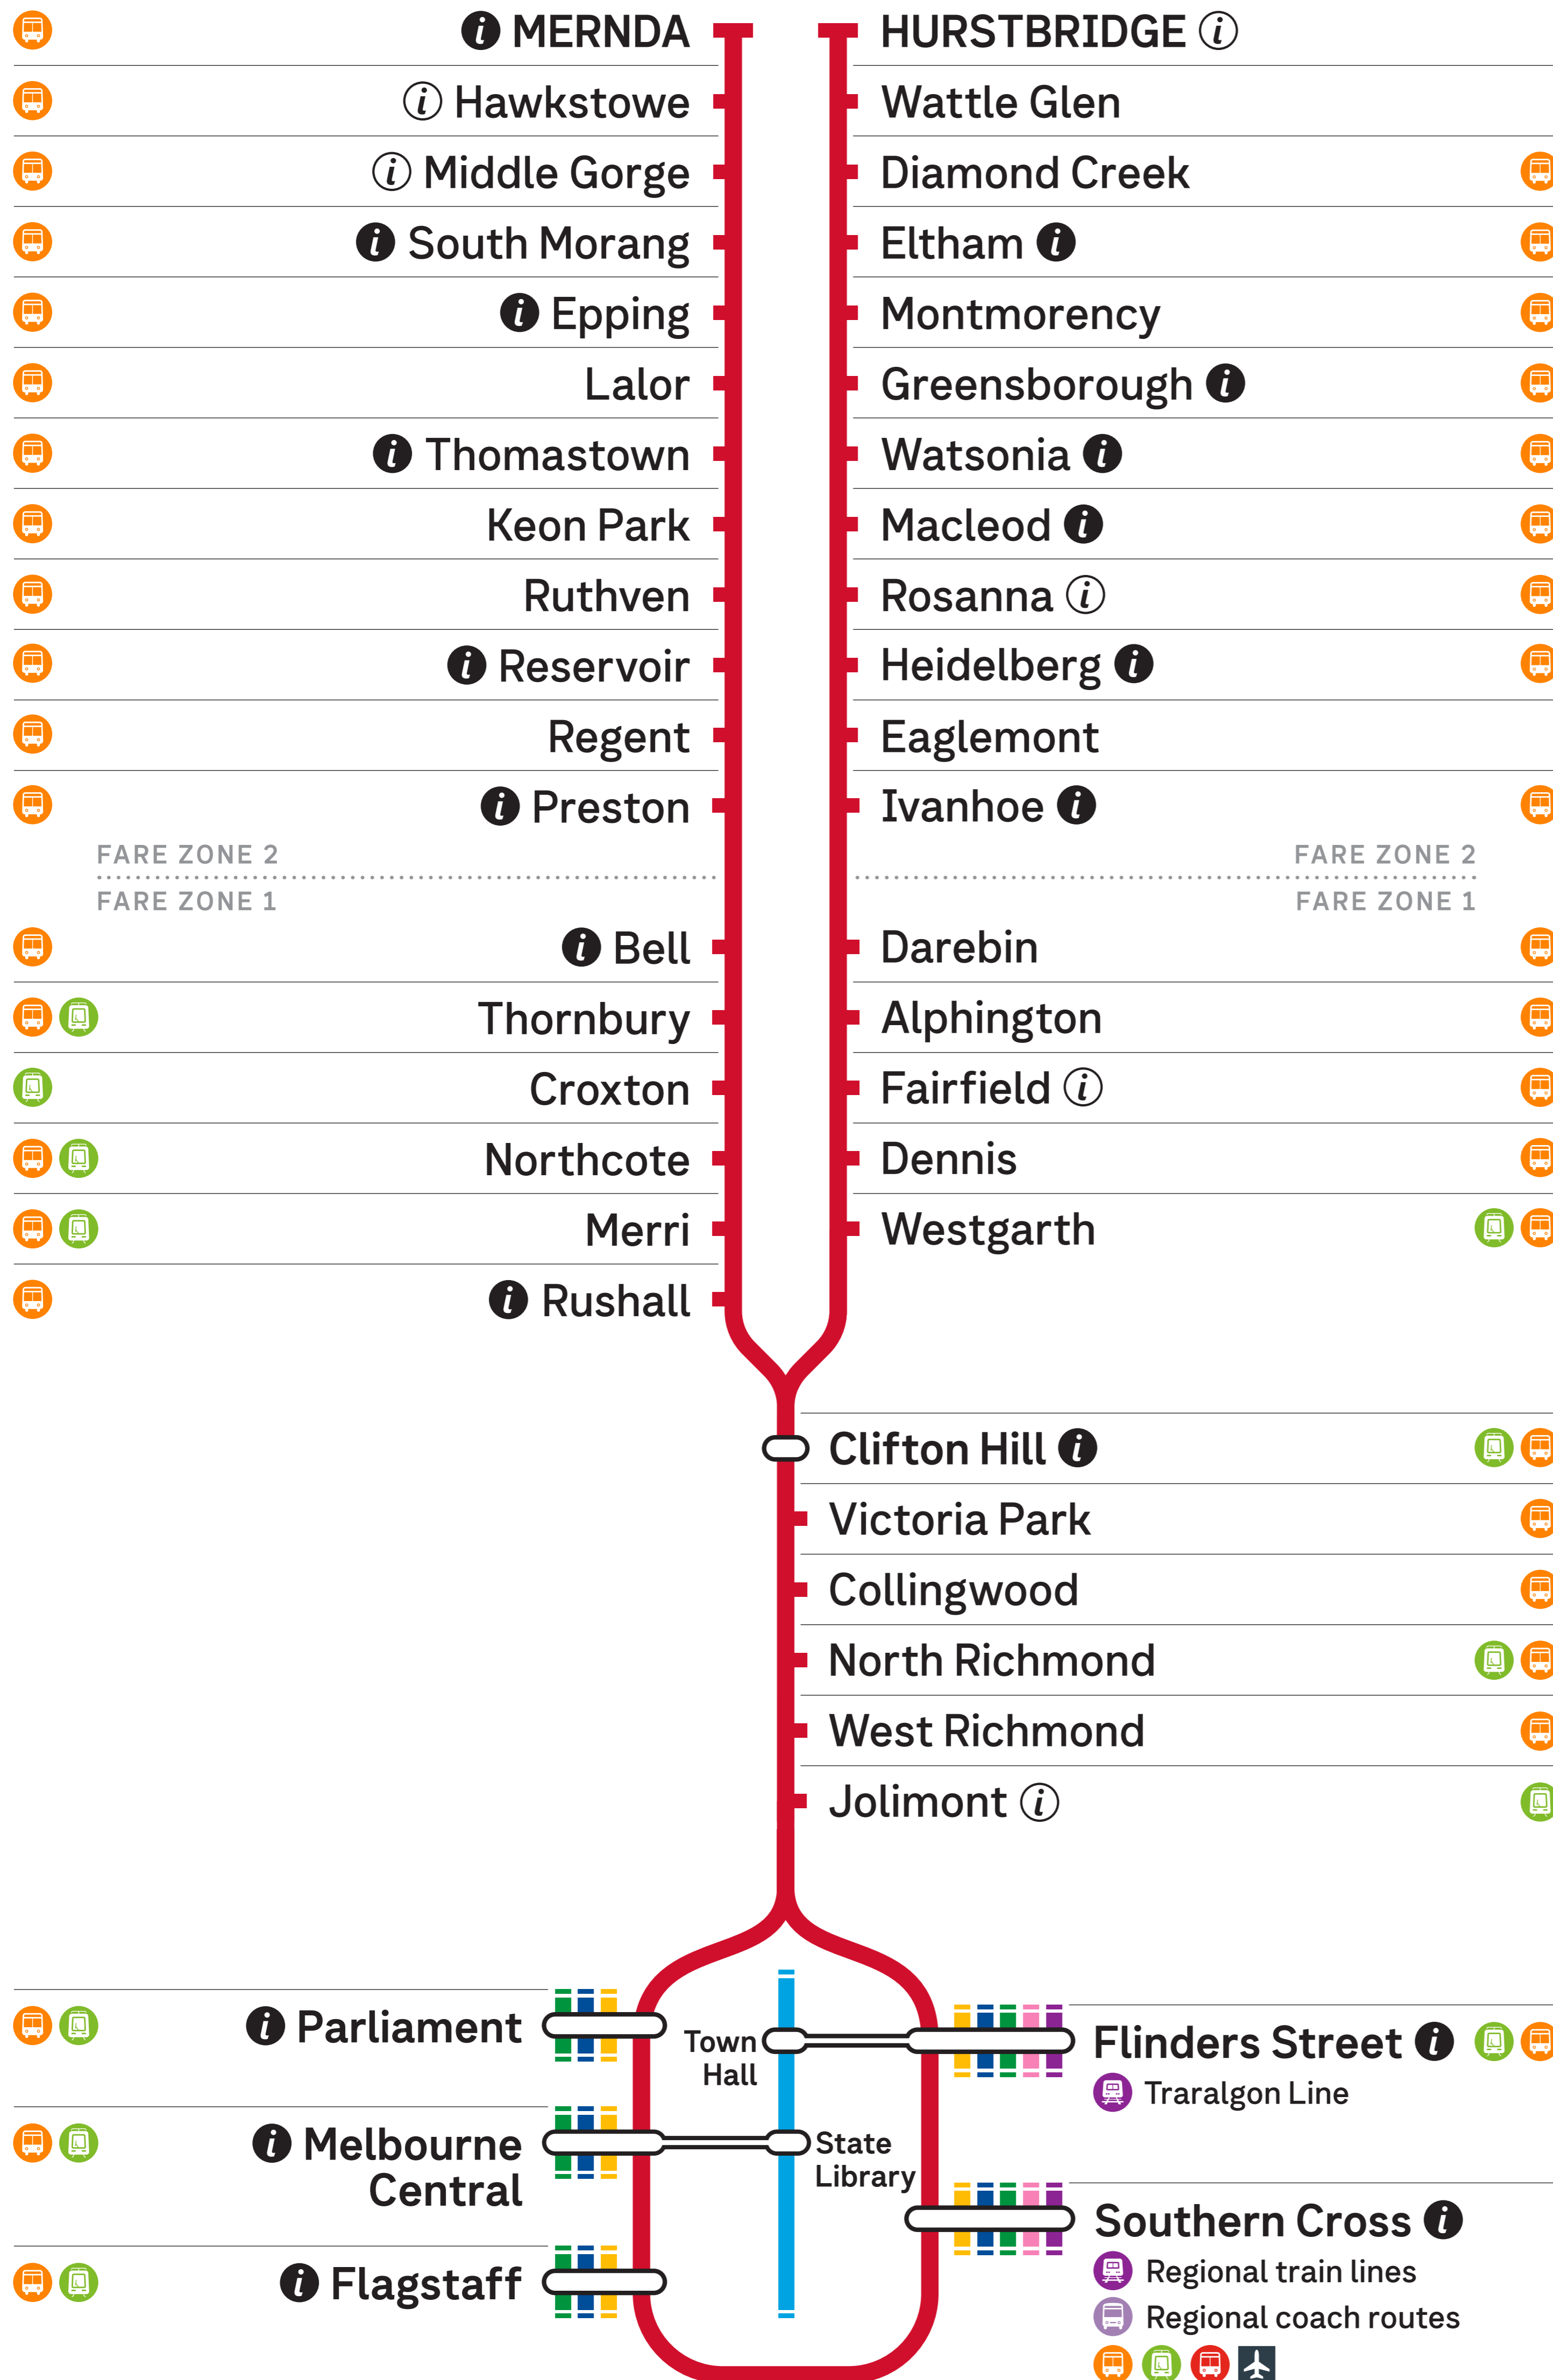 i MERNDA
i Hawkstowe
i Middle Gorge
i South Morang
i Epping
Lalor
i Thomastown
Keon Park
Ruthven
i Reservoir
Regent
i Preston
FARE ZONE 2
FARE ZONE 1
i Bell
Thornbury
Croxton
Northcote
Merri
i Rushall
HURSTBRIDGE i
Wattle Glen
Diamond Creek
Eltham i
Montmorency
Greensborough i
Watsonia i
Macleod i
Rosanna i
Heidelberg i
Eaglemont
Ivanhoe i
FARE ZONE 2
FARE ZONE 1
Darebin
Alphington
Fairfield i
Dennis
Westgarth
Clifton Hill i
Victoria Park
Collingwood
North Richmond
West Richmond
Jolimont i
i Parliament
i Melbourne
Central
i Flagstaff
Town
Hall
State
Library
Flinders Street i
Traralgon Line
Southern Cross i
Regional train lines
Regional coach routes